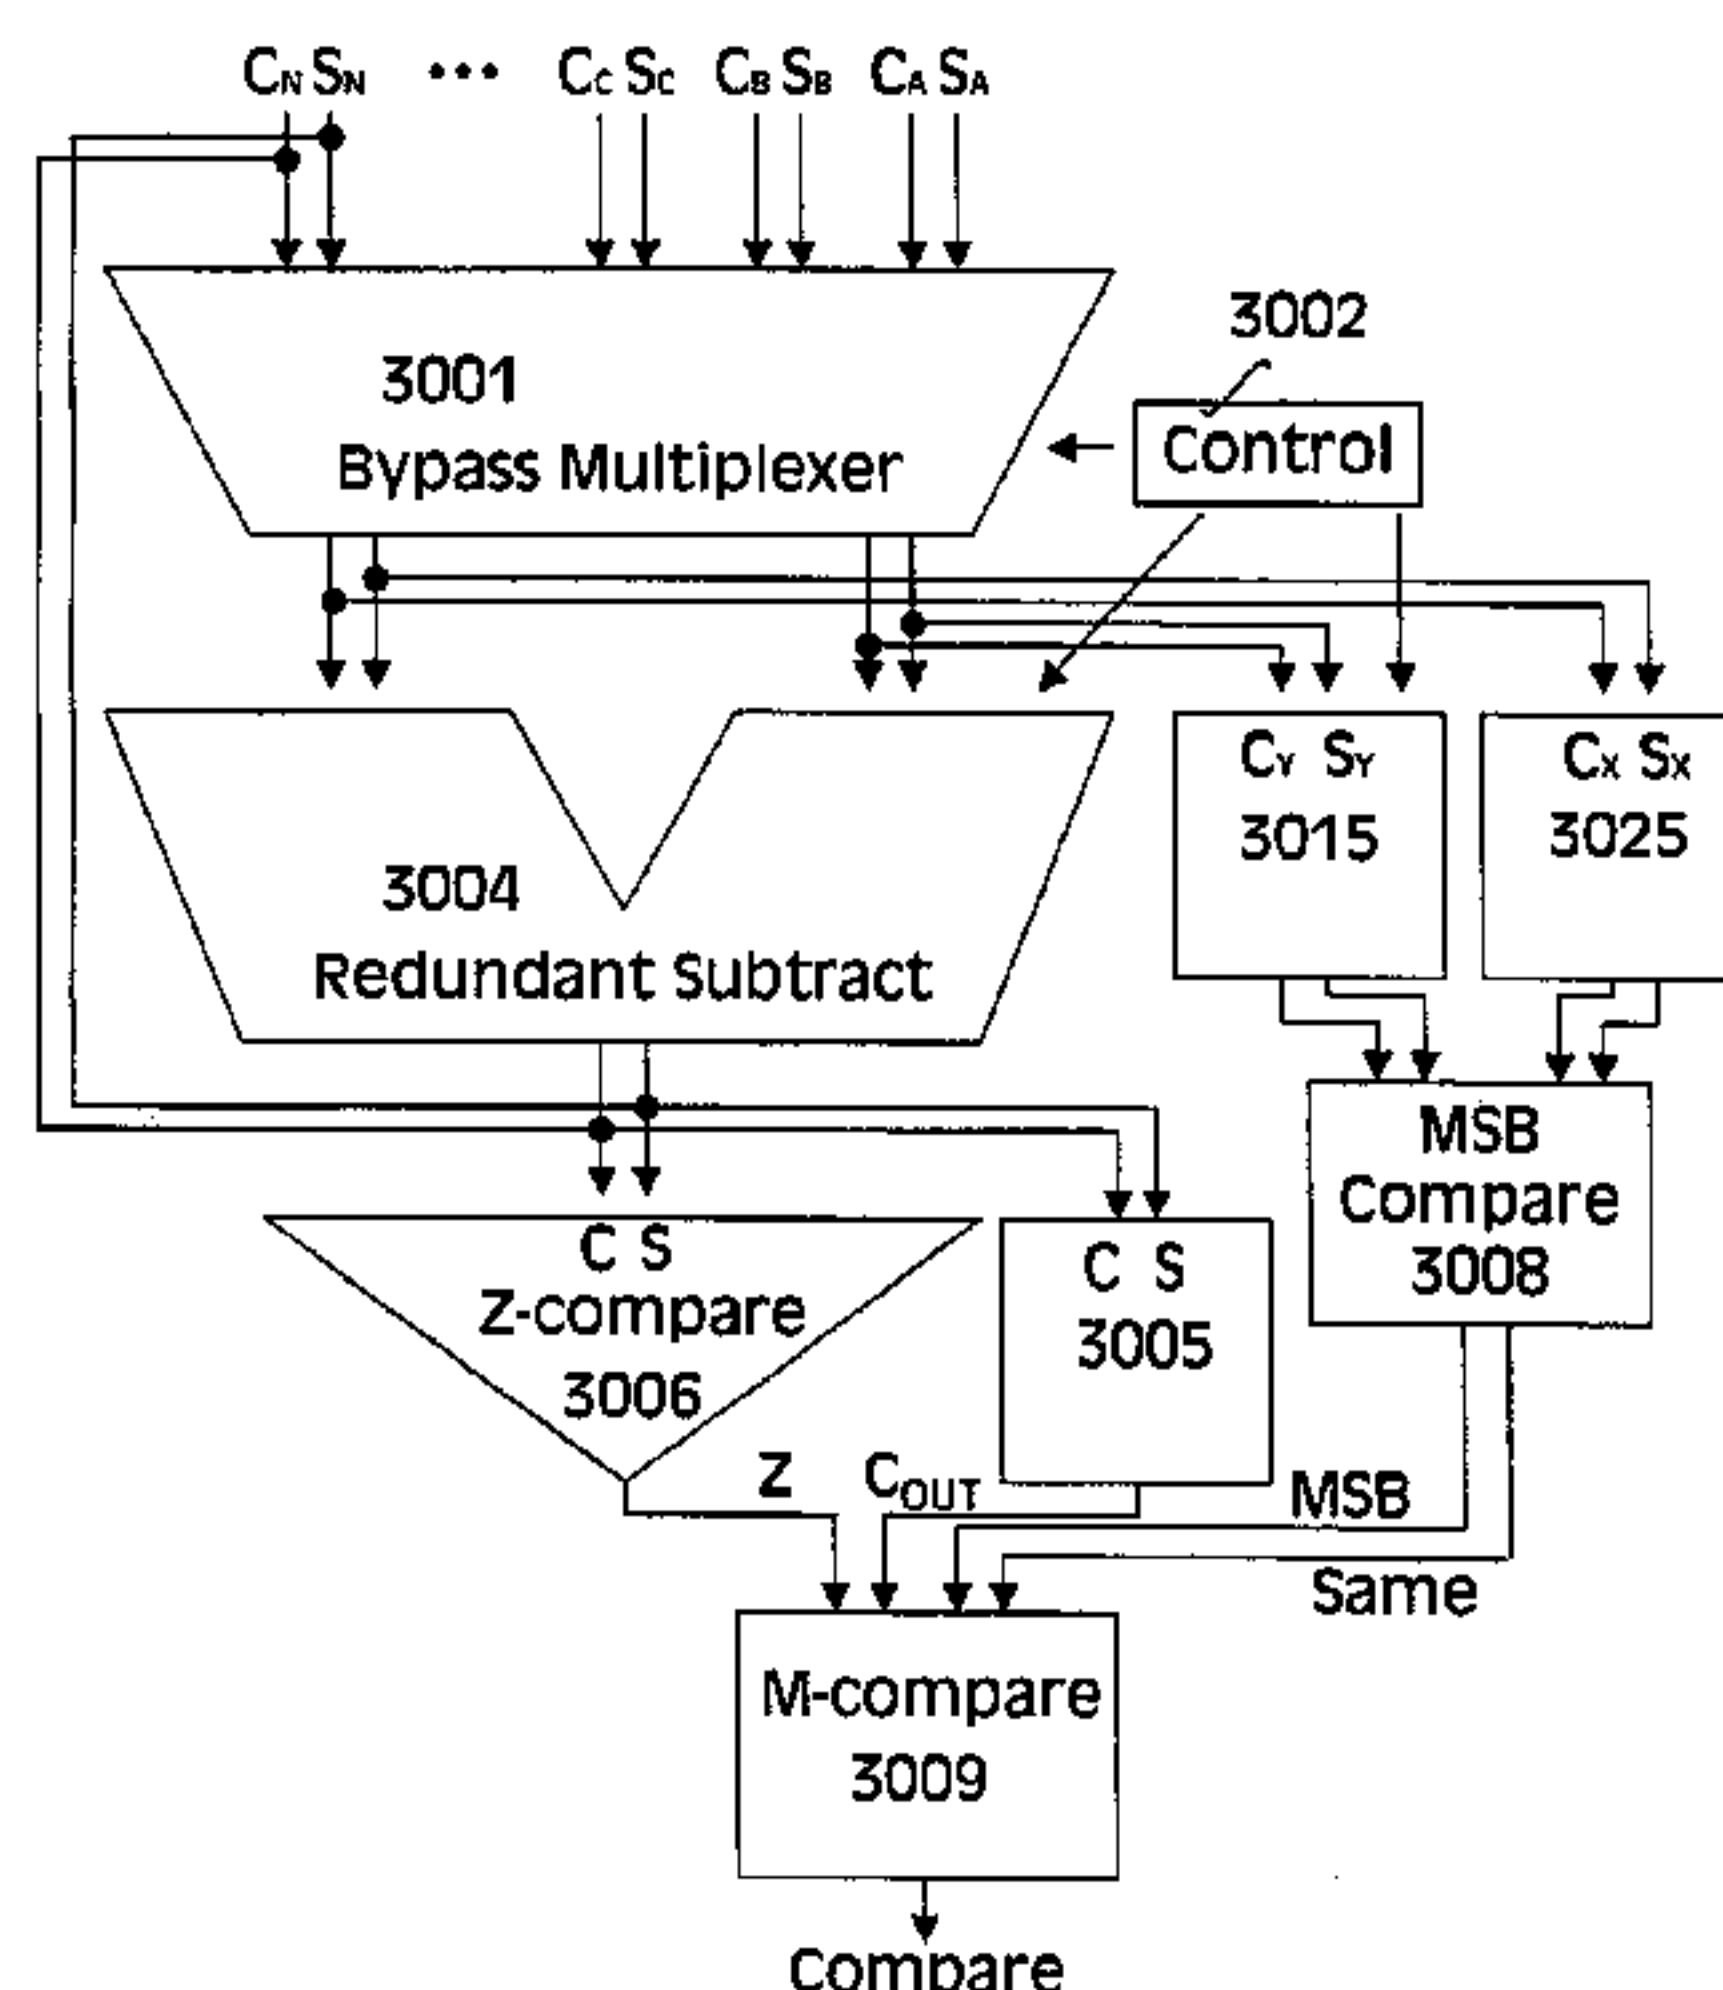 CN SN ••• CC SC CB SB CA SA
3002
3001
Bypass Multiplexer
Control
CY SY
3015
CX SX
3025
3004
Redundant Subtract
MSB
Compare
3008
C S
Z-compare
3006
C S
3005
Z
COUT
MSB
Same
M-compare
3009
Compare